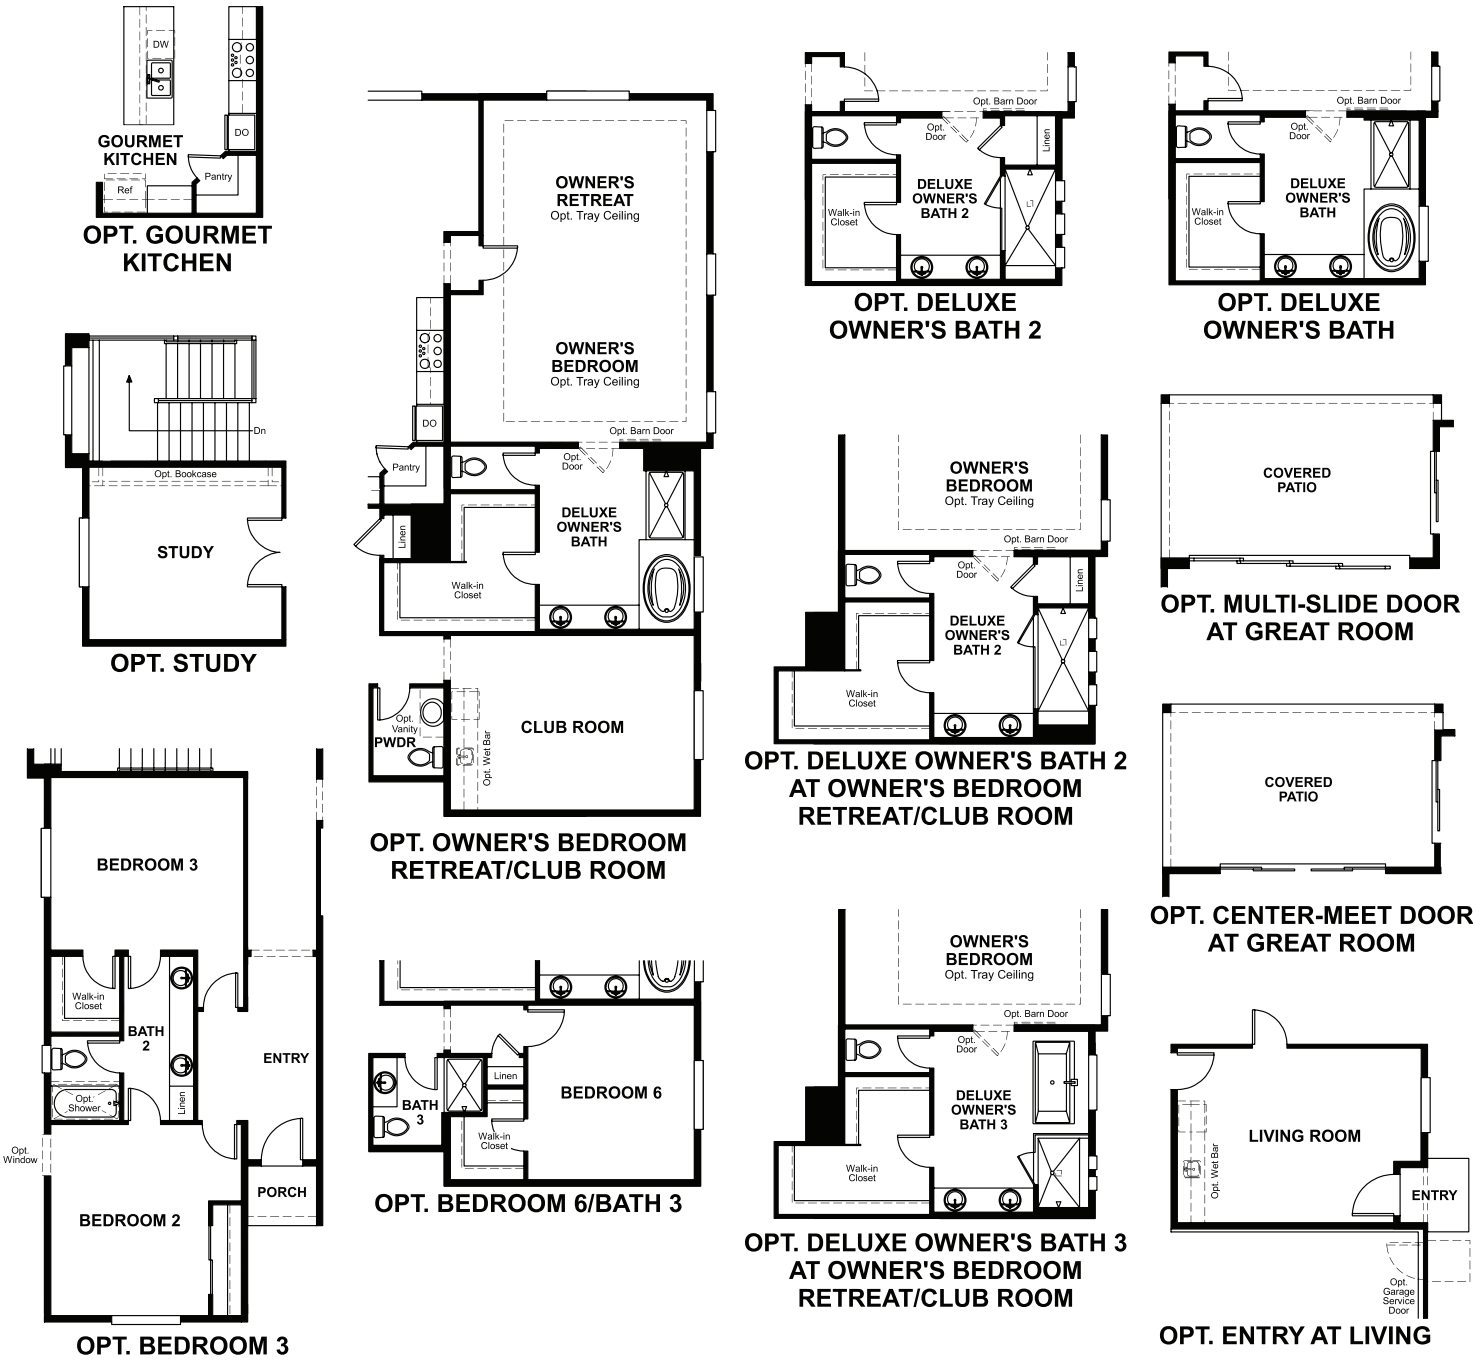 DW
DO
GOURMET
KITCHEN
Pantry
Ref
OPT. GOURMET
KITCHEN
Dn
Opt. Bookcase
STUDY
OPT. STUDY
BEDROOM 3
Walk-in
Closet
BATH
2
ENTRY
Opt.
Shower
Linen
Opt.
Window
PORCH
BEDROOM 2
OPT. BEDROOM 3
OWNER'S
RETREAT
Opt. Tray Ceiling
OWNER'S
BEDROOM
Opt. Tray Ceiling
DO
Opt. Barn Door
Opt.
Door
Pantry
Linen
DELUXE
OWNER'S
BATH
Walk-in
Closet
Opt.
Vanity
PWDR
CLUB ROOM
Opt. Wet Bar
OPT. OWNER'S BEDROOM
RETREAT/CLUB ROOM
Linen
BEDROOM 6
BATH
3
Walk-in
Closet
OPT. BEDROOM 6/BATH 3
Opt. Barn Door
Opt.
Door
Linen
DELUXE
OWNER'S
BATH 2
Walk-in
Closet
OPT. DELUXE
OWNER'S BATH 2
OWNER'S
BEDROOM
Opt. Tray Ceiling
Opt. Barn Door
Opt.
Door
Linen
DELUXE
OWNER'S
BATH 2
Walk-in
Closet
OPT. DELUXE OWNER'S BATH 2
AT OWNER'S BEDROOM
RETREAT/CLUB ROOM
OWNER'S
BEDROOM
Opt. Tray Ceiling
Opt. Barn Door
Opt.
Door
DELUXE
OWNER'S
BATH 3
Walk-in
Closet
OPT. DELUXE OWNER'S BATH 3
AT OWNER'S BEDROOM
RETREAT/CLUB ROOM
Opt. Barn Door
Opt.
Door
DELUXE
OWNER'S
BATH
Walk-in
Closet
OPT. DELUXE
OWNER'S BATH
COVERED
PATIO
OPT. MULTI-SLIDE DOOR
AT GREAT ROOM
COVERED
PATIO
OPT. CENTER-MEET DOOR
AT GREAT ROOM
LIVING ROOM
Opt. Wet Bar
ENTRY
Opt.
Garage
Service
Door
OPT. ENTRY AT LIVING